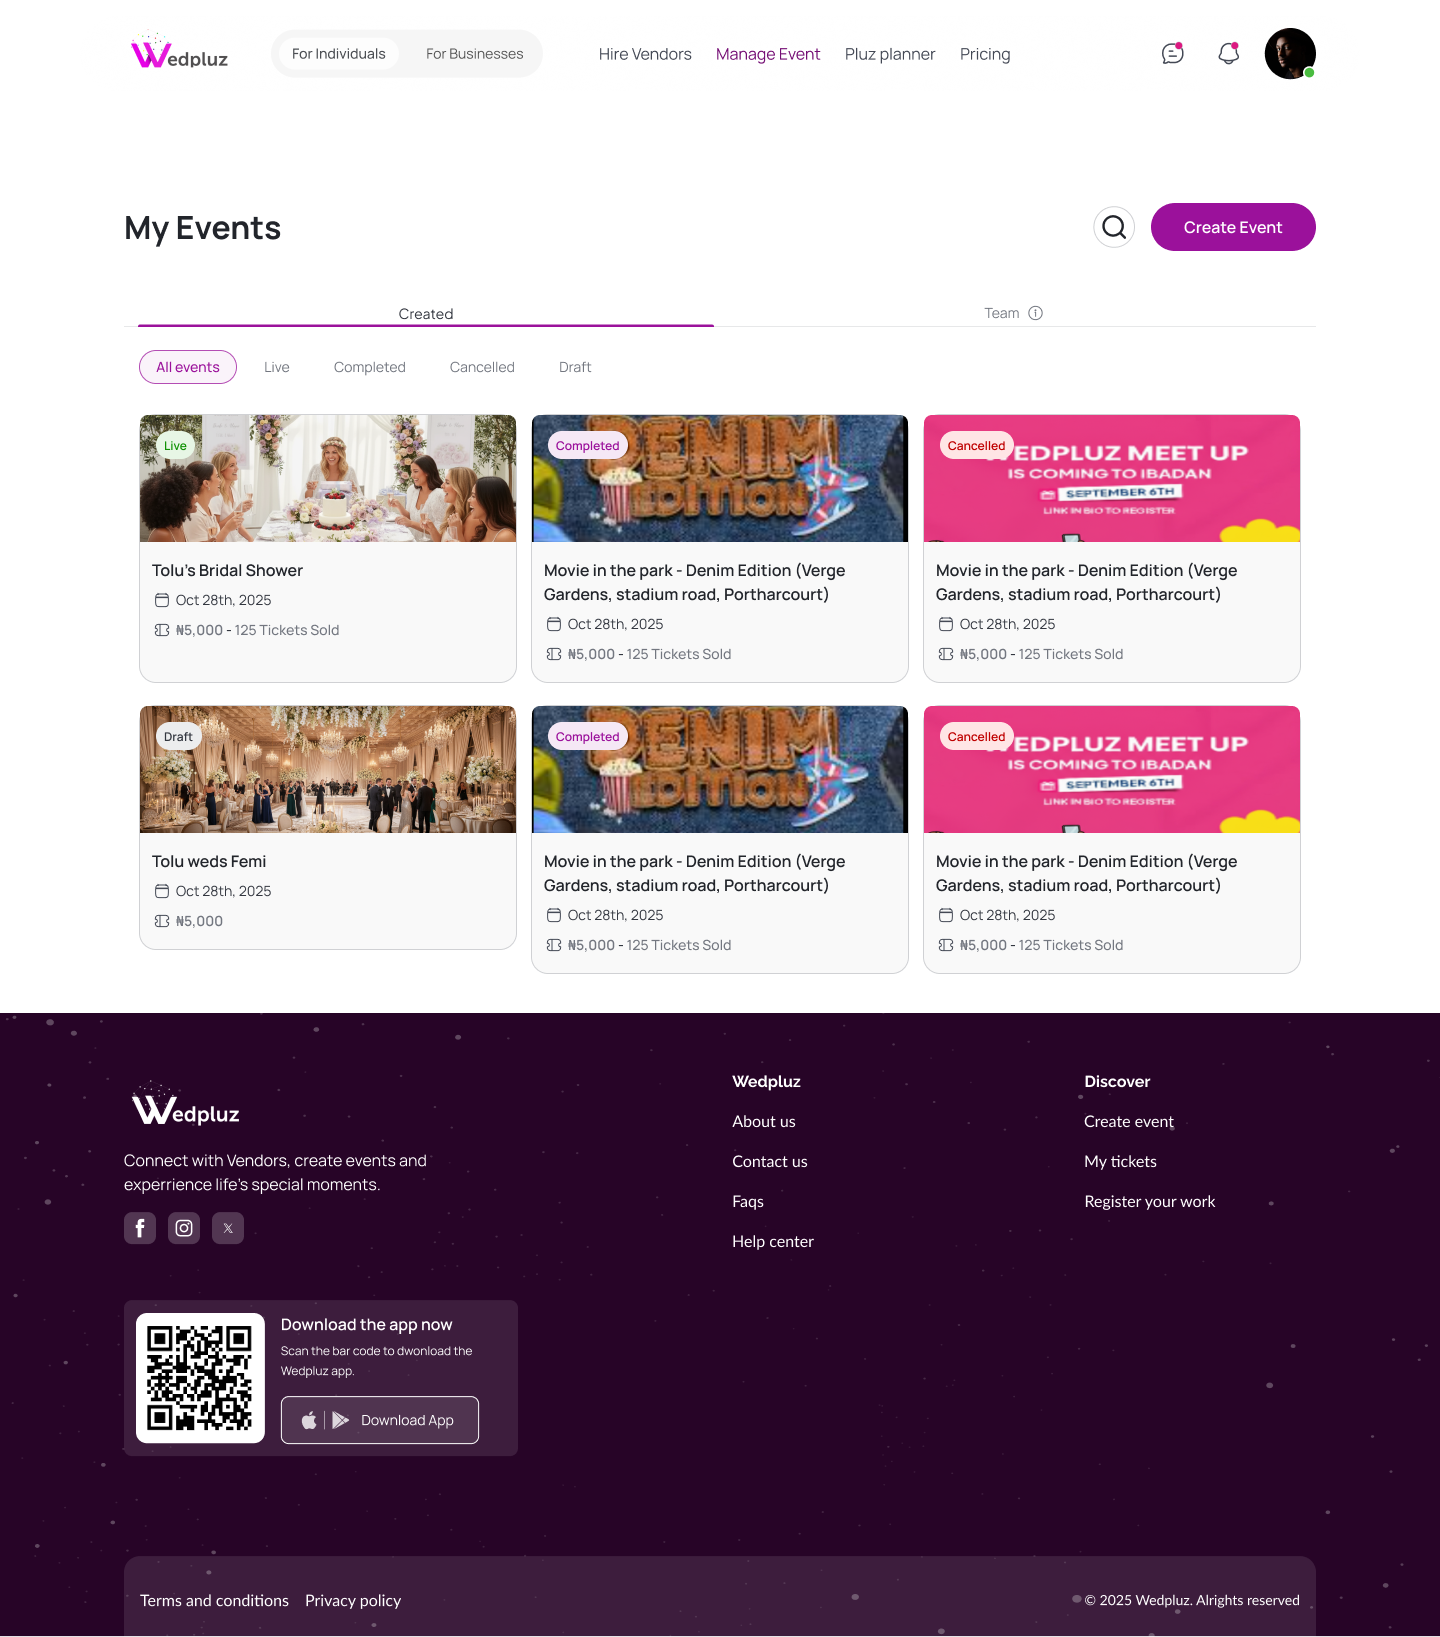 Wedpluz
For Individuals
For Businesses
Hire Vendors
Manage Event
Pluz planner
Pricing
My Events
Create Event
Created
Team
All events
Live
Completed
Cancelled
Draft
Live
Tolu's Bridal Shower
Oct 28th, 2025
₦5,000 - 125 Tickets Sold
Completed
DENIM
EDITION
Movie in the park - Denim Edition (Verge
Gardens, stadium road, Portharcourt)
Oct 28th, 2025
₦5,000 - 125 Tickets Sold
Cancelled
EDPLUZ MEET UP
IS COMING TO IBADAN
SEPTEMBER 6TH
LINK IN BIO TO REGISTER
Movie in the park - Denim Edition (Verge
Gardens, stadium road, Portharcourt)
Oct 28th, 2025
₦5,000 - 125 Tickets Sold
Draft
Tolu weds Femi
Oct 28th, 2025
₦5,000
Completed
DENIM
EDITION
Movie in the park - Denim Edition (Verge
Gardens, stadium road, Portharcourt)
Oct 28th, 2025
₦5,000 - 125 Tickets Sold
Cancelled
EDPLUZ MEET UP
IS COMING TO IBADAN
SEPTEMBER 6TH
LINK IN BIO TO REGISTER
Movie in the park - Denim Edition (Verge
Gardens, stadium road, Portharcourt)
Oct 28th, 2025
₦5,000 - 125 Tickets Sold
Wedpluz
Connect with Vendors, create events and
experrience life's special moments.
Wedpluz
About us
Contact us
Faqs
Help center
Discover
Create event
My tickets
Register your work
Download the app now
Scan the bar code to dwonload the
Wedpluz app.
Download App
Terms and conditions
Privacy policy
© 2025 Wedpluz. Alrights reserved